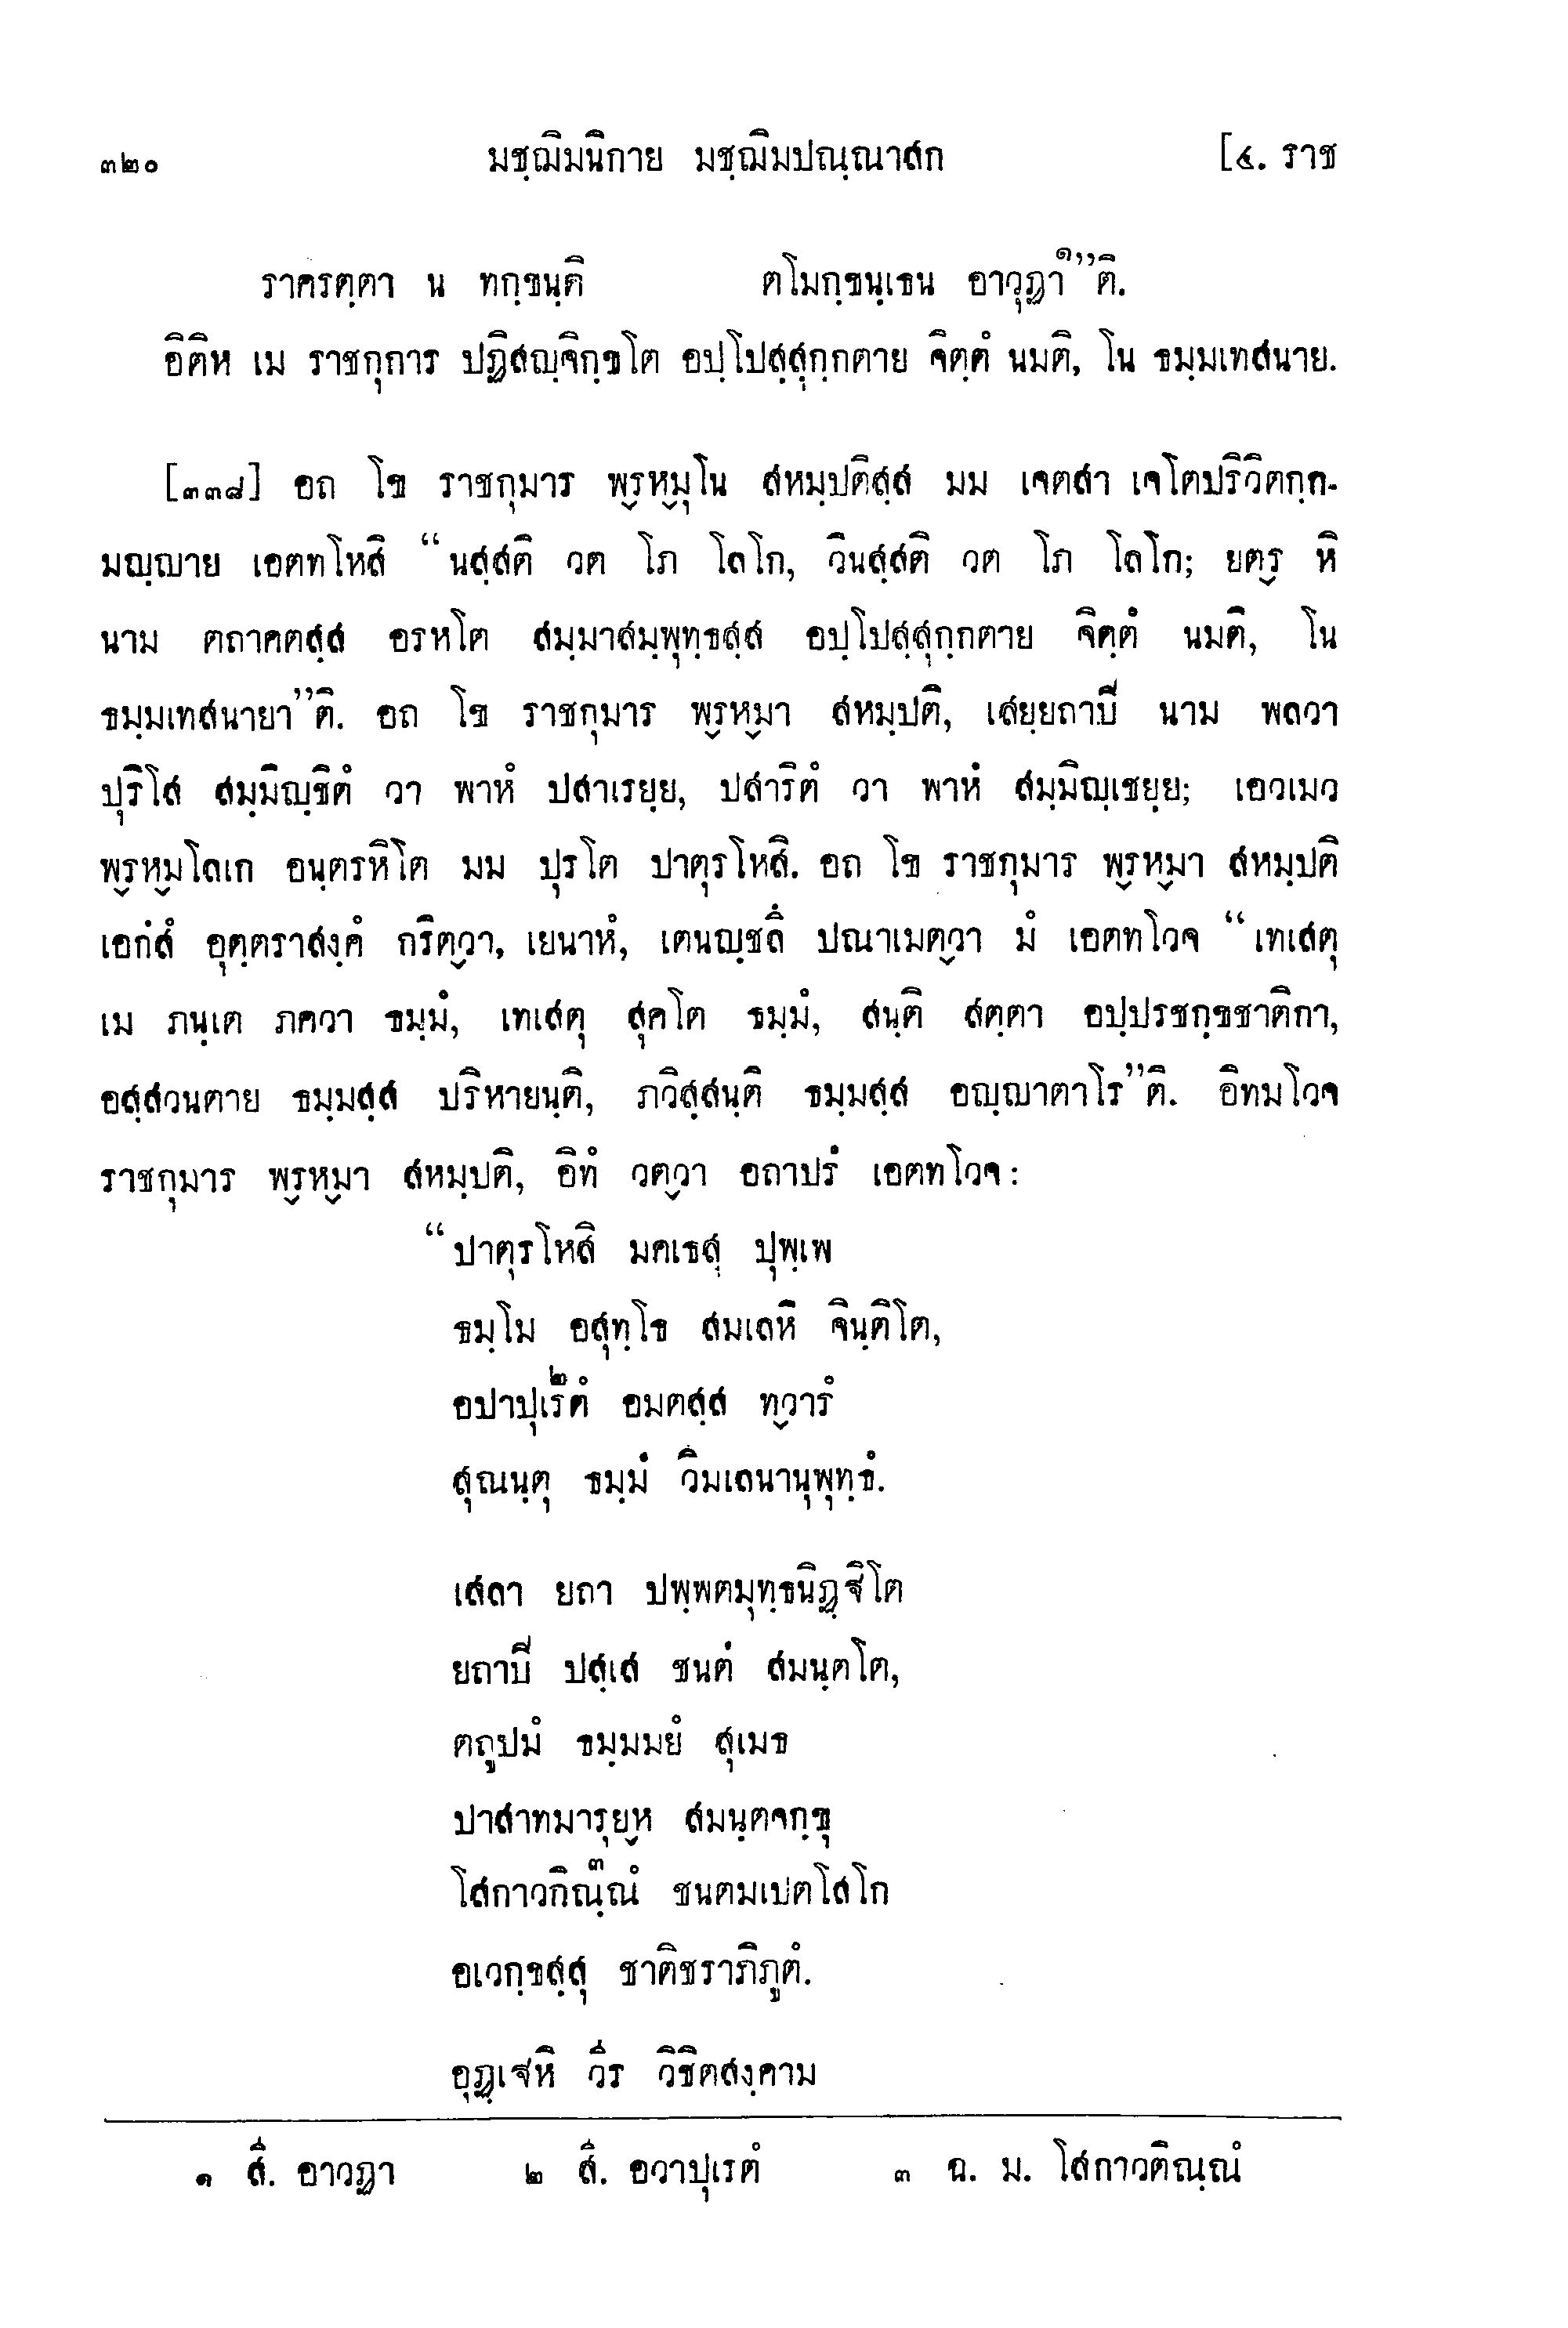 ๓๒๐ มชฺฌิมนิกาย มชฺฌิมปณฺณาสก [๔. ราช
ราครตฺตา น ทกฺขนฺติ ตโมกฺขนฺเธน อาวุฏา๑”ติ.
อิติห เม ราชกุการ ปฏิสญฺจิกฺขโต อปฺโปสฺสุกฺกตาย จิตฺตํ นมติ, โน ธมฺมเทสนาย.
[๓๓๘] อถ โข ราชกุมาร พฺรหฺมุโน สหมฺปติสฺส มม เจตสา เจโตปริวิตกฺก-
มญฺญาย เอตทโหสิ “นสฺสติ วต โภ โลโก, วินสฺสติ วต โภ โลโก; ยตฺร หิ
นาม ตถาคตสฺส อรหโต สมฺมาสมฺพุทฺธสฺส อปฺโปสฺสุกฺกตาย จิตฺตํ นมติ, โน
ธมฺมเทสนายา”ติ. อถ โข ราชกุมาร พฺรหฺมา สหมฺปติ, เสยฺยถาปิ นาม พลวา
ปุริโส สมฺมิญฺชิตํ วา พาหํ ปสาเรยฺย, ปสาริตํ วา พาหํ สมฺมิญฺเชยฺย; เอวเมว
พฺรหฺมโลเก อนฺตรหิโต มม ปุรโต ปาตุรโหสิ. อถ โข ราชกุมาร พฺรหฺมา สหมฺปติ
เอกํสํ อุตฺตราสงฺคํ กริตฺวา, เยนาหํ, เตนญฺชลึ ปณาเมตฺวา มํ เอตทโวจ “เทเสตุ
เม ภนฺเต ภควา ธมฺมํ, เทเสตุ สุคโต ธมฺมํ, สนฺติ สตฺตา อปฺปรชกฺขชาติกา,
อสฺสวนตาย ธมฺมสฺส ปริหายนฺติ, ภวิสฺสนฺติ ธมฺมสฺส อญฺญาตาโร”ติ. อิทมโวจ
ราชกุมาร พฺรหฺมา สหมฺปติ, อิทํ วตฺวา อถาปรํ เอตทโวจ :
“ปาตุรโหสิ มคเธสุ ปุพฺเพ
ธมฺโม อสุทฺโธ สมเลหิ จินฺติโต,
อปาปุเร๒ตํ อมตสฺส ทฺวารํ
สุณนฺตุ ธมฺมํ วิมเลนานุพุทฺธํ.
เสลา ยถา ปพฺพตมุทฺธนิฏฺฐิโต
ยถาปิ ปสฺเส ชนตํ สมนฺตโต,
ตถูปมํ ธมฺมมยํ สุเมธ
ปาสาทมารุยฺห สมนฺตจกฺขุ
โสกาวกิณฺณํ๓ ชนตมเปตโสโก
อเวกฺขสฺสุ ชาติชราภิภูตํ.
อุฏฺเฐหิ วีร วิชิตสงฺคาม
๑ สี. อาวฏา ๒ สี. อวาปุเรตํ ๓ ฉ. ม. โสกาวติณฺณํ